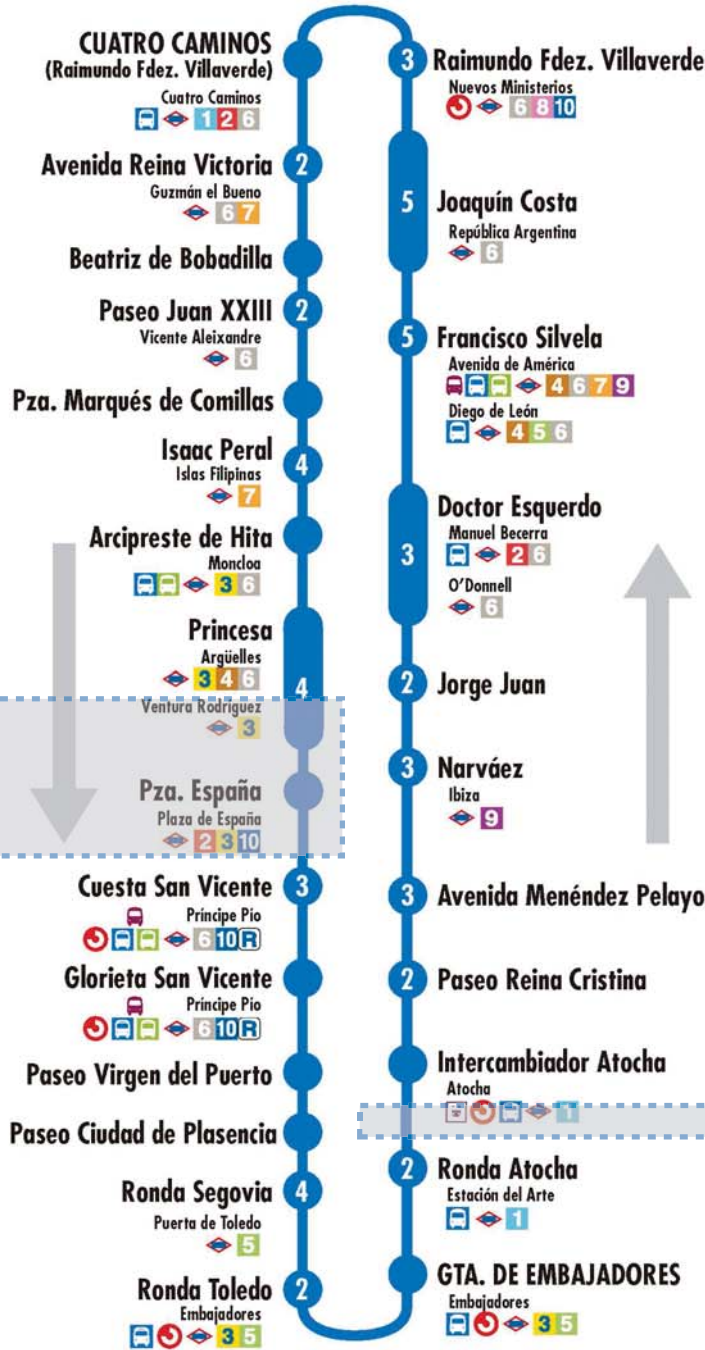 CUATRO CAMINOS
(Raimundo Fdez. Villaverde)
Cuatro Caminos
1 2 6
2 Avenida Reina Victoria
Guzmán el Bueno
6 7
Beatriz de Bobadilla
Paseo Juan XXIII 2
Vicente Aleixandre
6
Pza. Marqués de Comillas
Isaac Peral 4
Islas Filipinas
7
Arcipreste de Hita
Moncloa
3 6
Princesa
Argüelles
3 4 6
4
Ventura Rodríguez
3
Pza. España
Plaza de España
2 3 10
Cuesta San Vicente 3
Príncipe Pio
6 10 R
Glorieta San Vicente
Príncipe Pio
6 10 R
Paseo Virgen del Puerto
Paseo Ciudad de Plasencia
Ronda Segovia 4
Puerta de Toledo
5
Ronda Toledo 2
Embajadores
3 5
3 Raimundo Fdez. Villaverde
Nuevos Ministerios
6 8 10
5 Joaquín Costa
República Argentina
6
5 Francisco Silvela
Avenida de América
4 6 7 9
Diego de León
4 5 6
Doctor Esquerdo
Manuel Becerra
2 6
3
O'Donnell
6
2 Jorge Juan
3 Narváez
Ibiza
9
3 Avenida Menéndez Pelayo
2 Paseo Reina Cristina
Intercambiador Atocha
Atocha
1
2 Ronda Atocha
Estación del Arte
1
GTA. DE EMBAJADORES
Embajadores
3 5